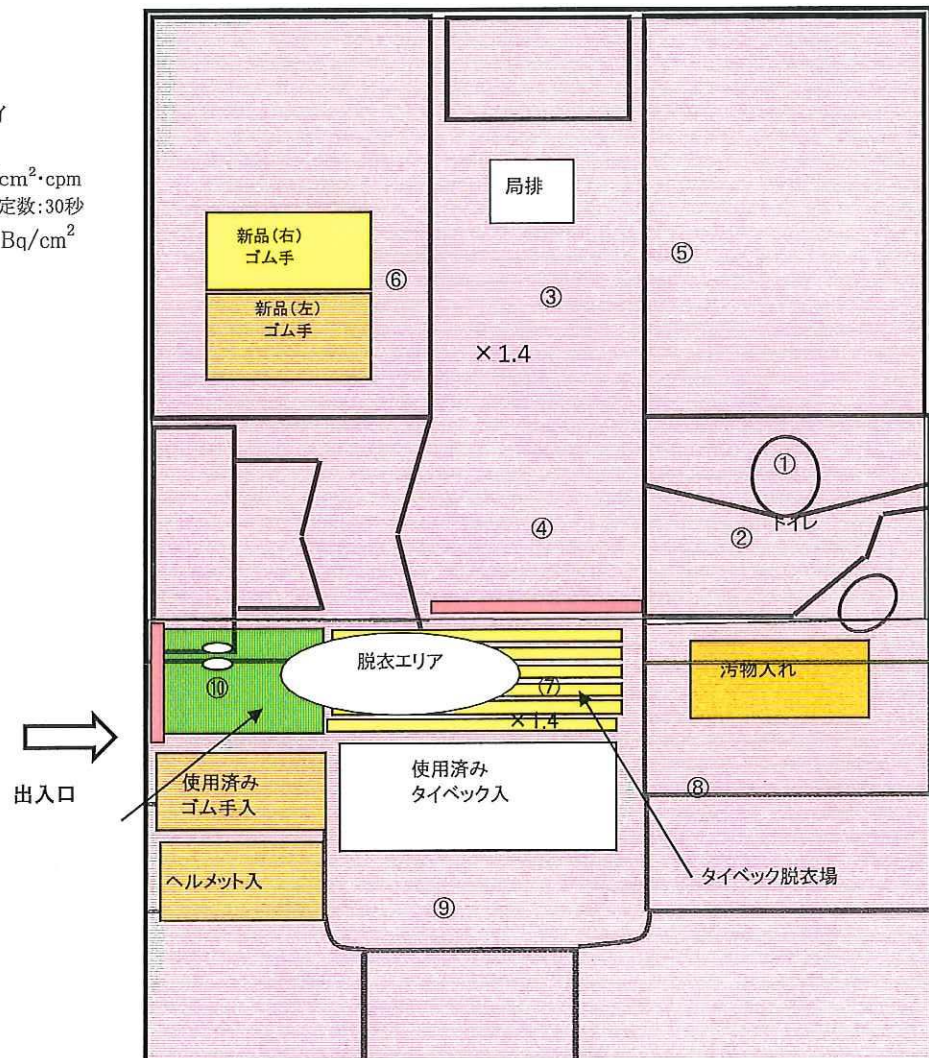 イ
cm²･cpm
定数:30秒
Bq/cm²
局排
新品(右)
ゴム手
新品(左)
ゴム手
⑥
③
⑤
×1.4
①
④
②
トイレ
脱衣エリア
⑩
⑦
×1.4
汚物入れ
出入口
使用済み
ゴム手入
使用済み
タイベック入
⑧
ヘルメット入
タイベック脱衣場
⑨